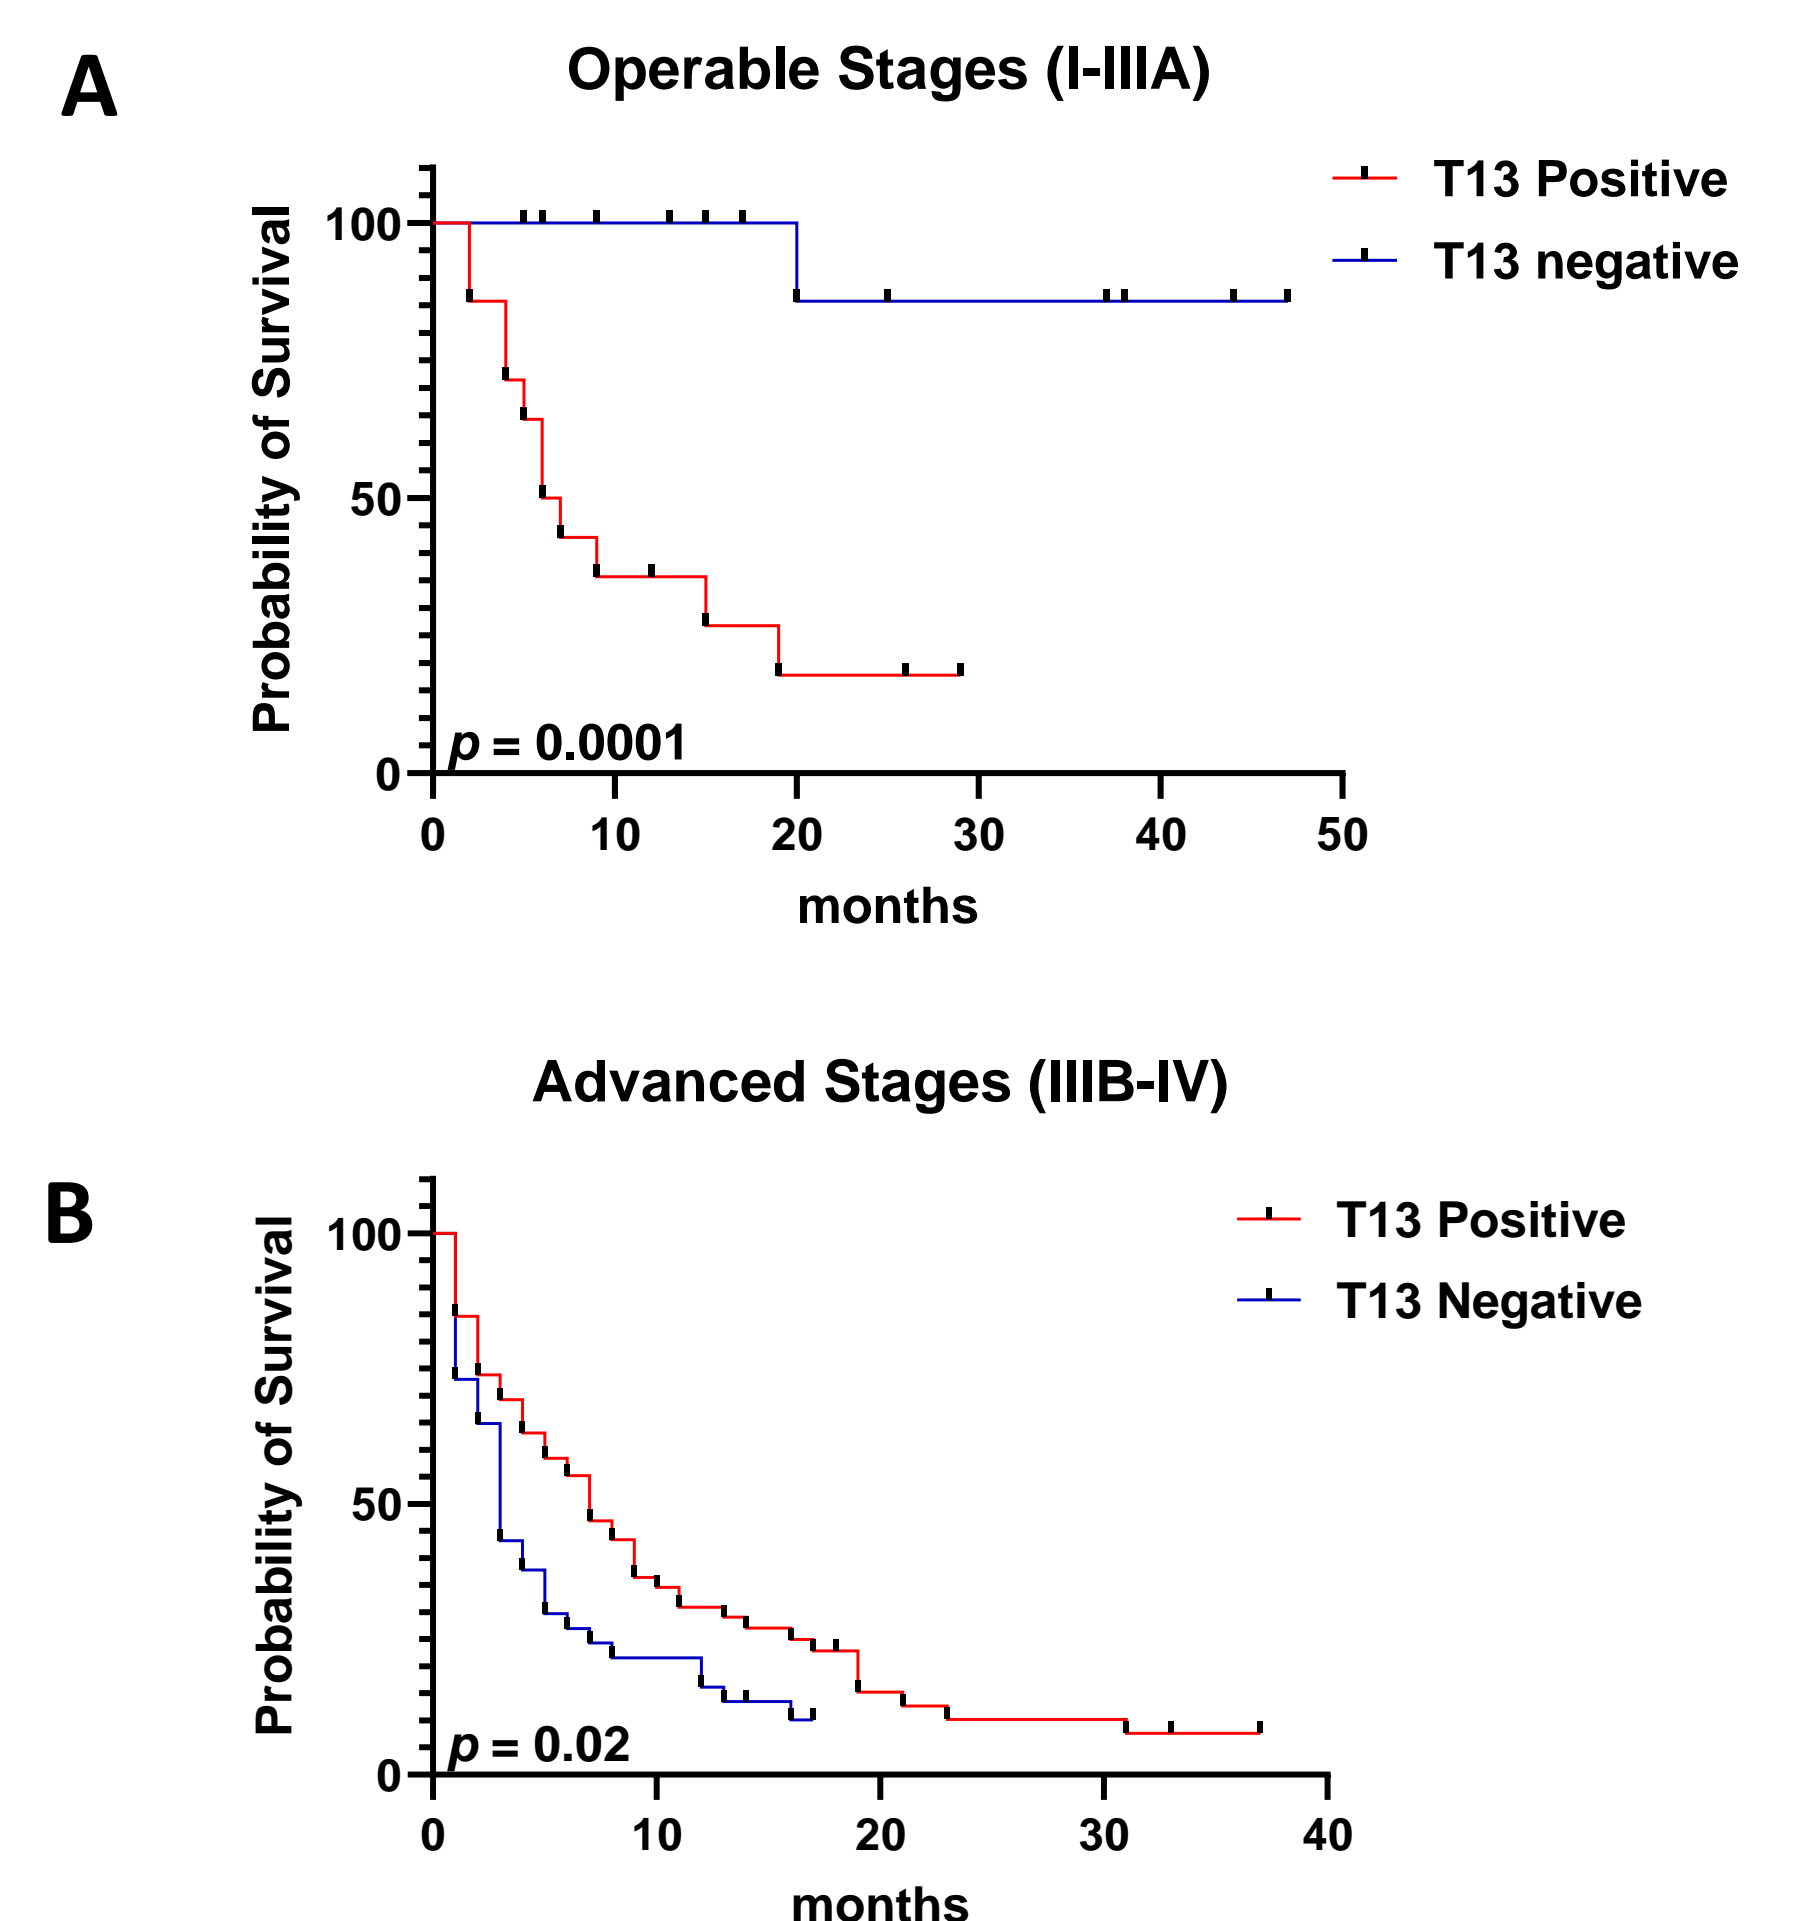 A
Operable Stages (I-IIIA)
T13 Positive
T13 negative
Probability of Survival
100
50
0
p = 0.0001
0 10 20 30 40 50
months
Advanced Stages (IIIB-IV)
B
T13 Positive
T13 Negative
Probability of Survival
100
50
0
p = 0.02
0 10 20 30 40
months